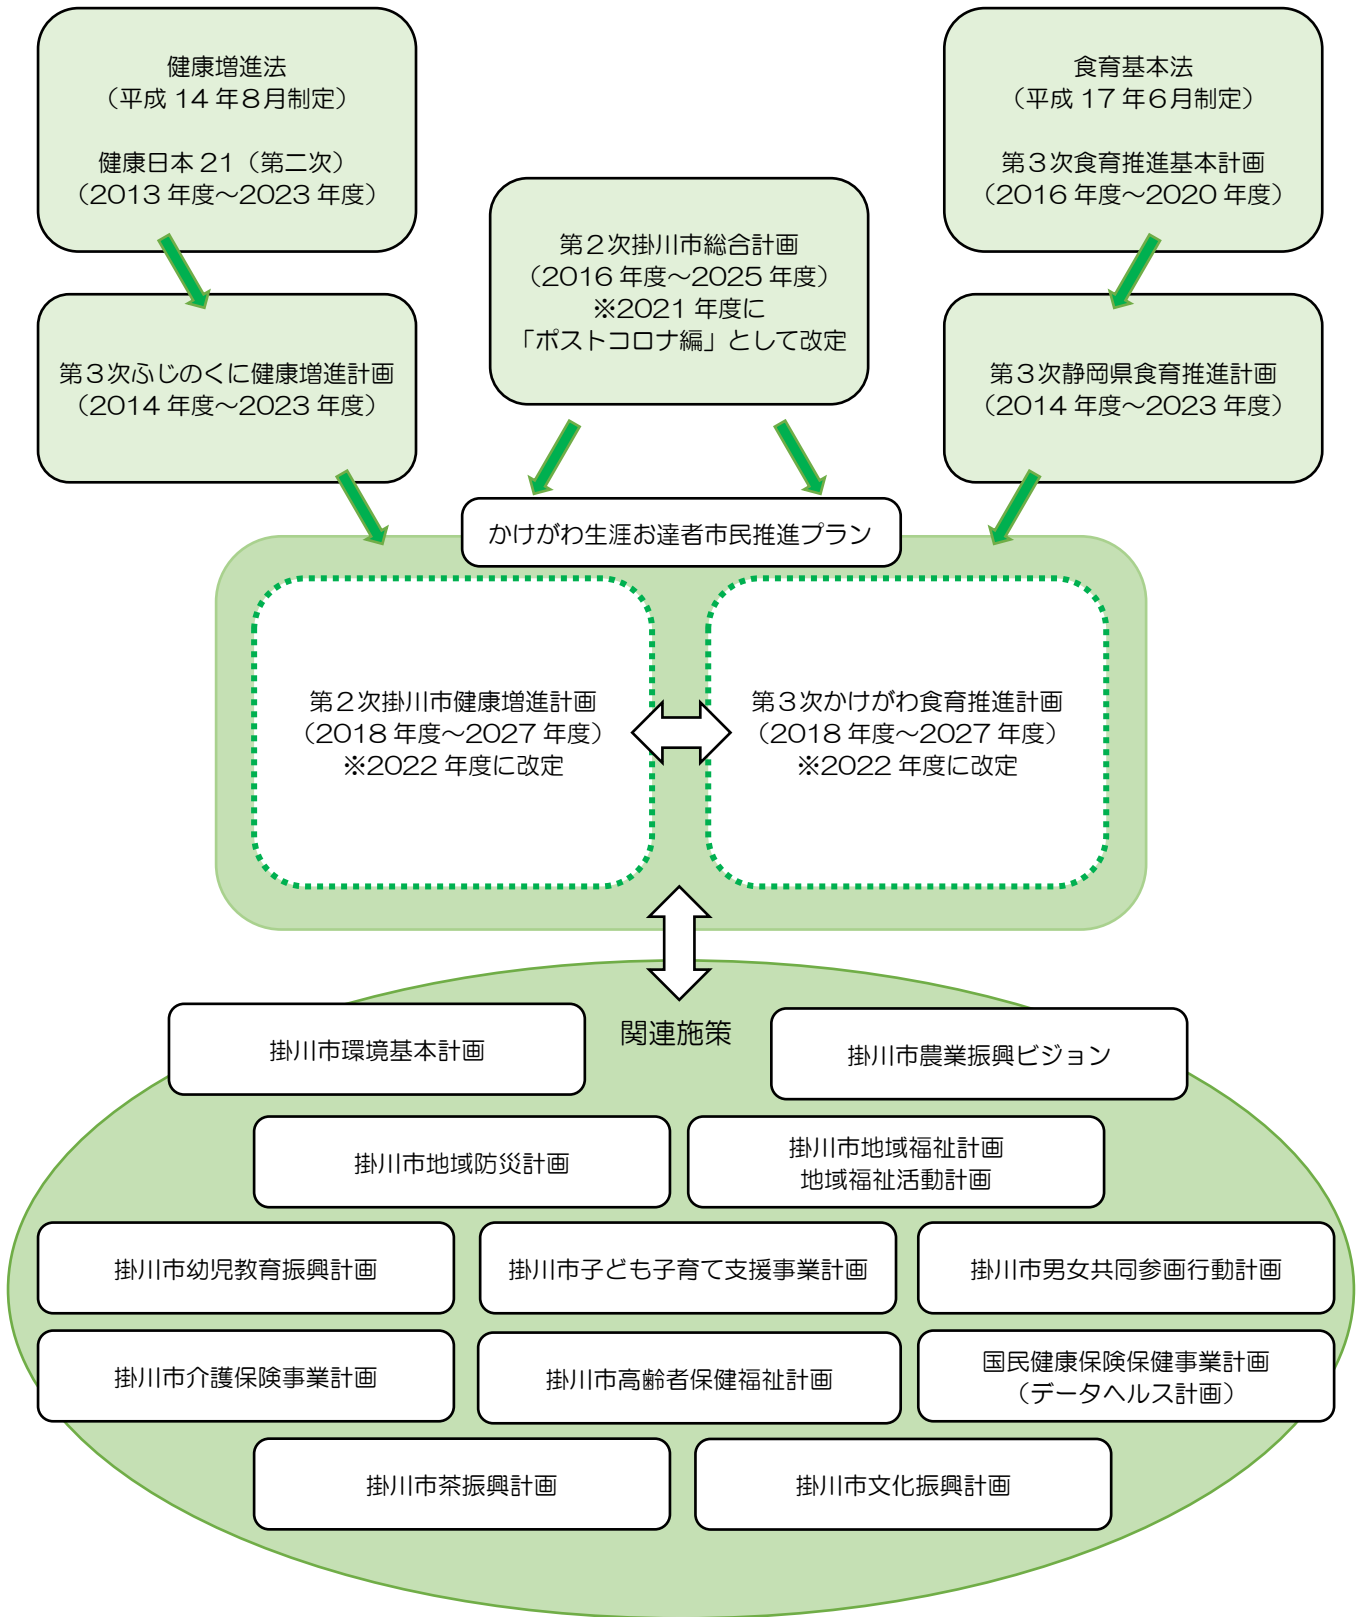 健康増進法
（平成 14 年８月制定）
健康日本 21（第二次）
（2013 年度～2023 年度）
食育基本法
（平成 17 年６月制定）
第３次食育推進基本計画
（2016 年度～2020 年度）
第２次掛川市総合計画
（2016 年度～2025 年度）
※2021 年度に
「ポストコロナ編」として改定
第３次ふじのくに健康増進計画
（2014 年度～2023 年度）
第３次静岡県食育推進計画
（2014 年度～2023 年度）
かけがわ生涯お達者市民推進プラン
第２次掛川市健康増進計画
（2018 年度～2027 年度）
※2022 年度に改定
第３次かけがわ食育推進計画
（2018 年度～2027 年度）
※2022 年度に改定
関連施策
掛川市環境基本計画
掛川市農業振興ビジョン
掛川市地域防災計画
掛川市地域福祉計画
地域福祉活動計画
掛川市幼児教育振興計画
掛川市子ども子育て支援事業計画
掛川市男女共同参画行動計画
掛川市介護保険事業計画
掛川市高齢者保健福祉計画
国民健康保険保健事業計画
（データヘルス計画）
掛川市茶振興計画
掛川市文化振興計画